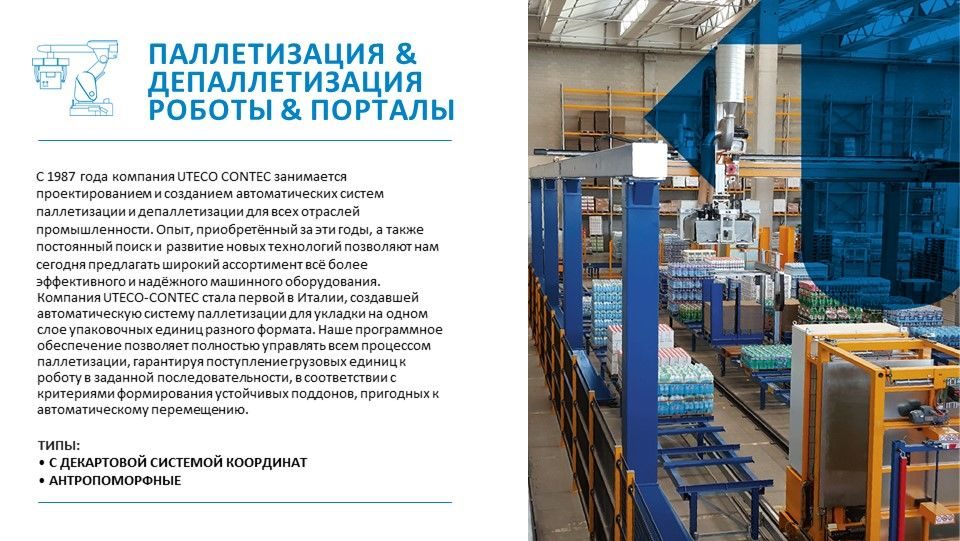 ПАЛЛЕТИЗАЦИЯ &
ДЕПАЛЛЕТИЗАЦИЯ
РОБОТЫ & ПОРТАЛЫ
С 1987 года компания UTECO CONTEC занимается
проектированием и созданием автоматических систем
паллетизации и депаллетизации для всех отраслей
промышленности. Опыт, приобретённый за эти годы, а также
постоянный поиск и развитие новых технологий позволяют нам
сегодня предлагать широкий ассортимент всё более
эффективного и надёжного машинного оборудования.
Компания UTECO-CONTEC стала первой в Италии, создавшей
автоматическую систему паллетизации для укладки на одном
слое упаковочных единиц разного формата. Наше программное
обеспечение позволяет полностью управлять всем процессом
паллетизации, гарантируя поступление грузовых единиц к
роботу в заданной последовательности, в соответствии с
критериями формирования устойчивых поддонов, пригодных к
автоматическому перемещению.
ТИПЫ:
• С ДЕКАРТОВОЙ СИСТЕМОЙ КООРДИНАТ
• АНТРОПОМОРФНЫЕ